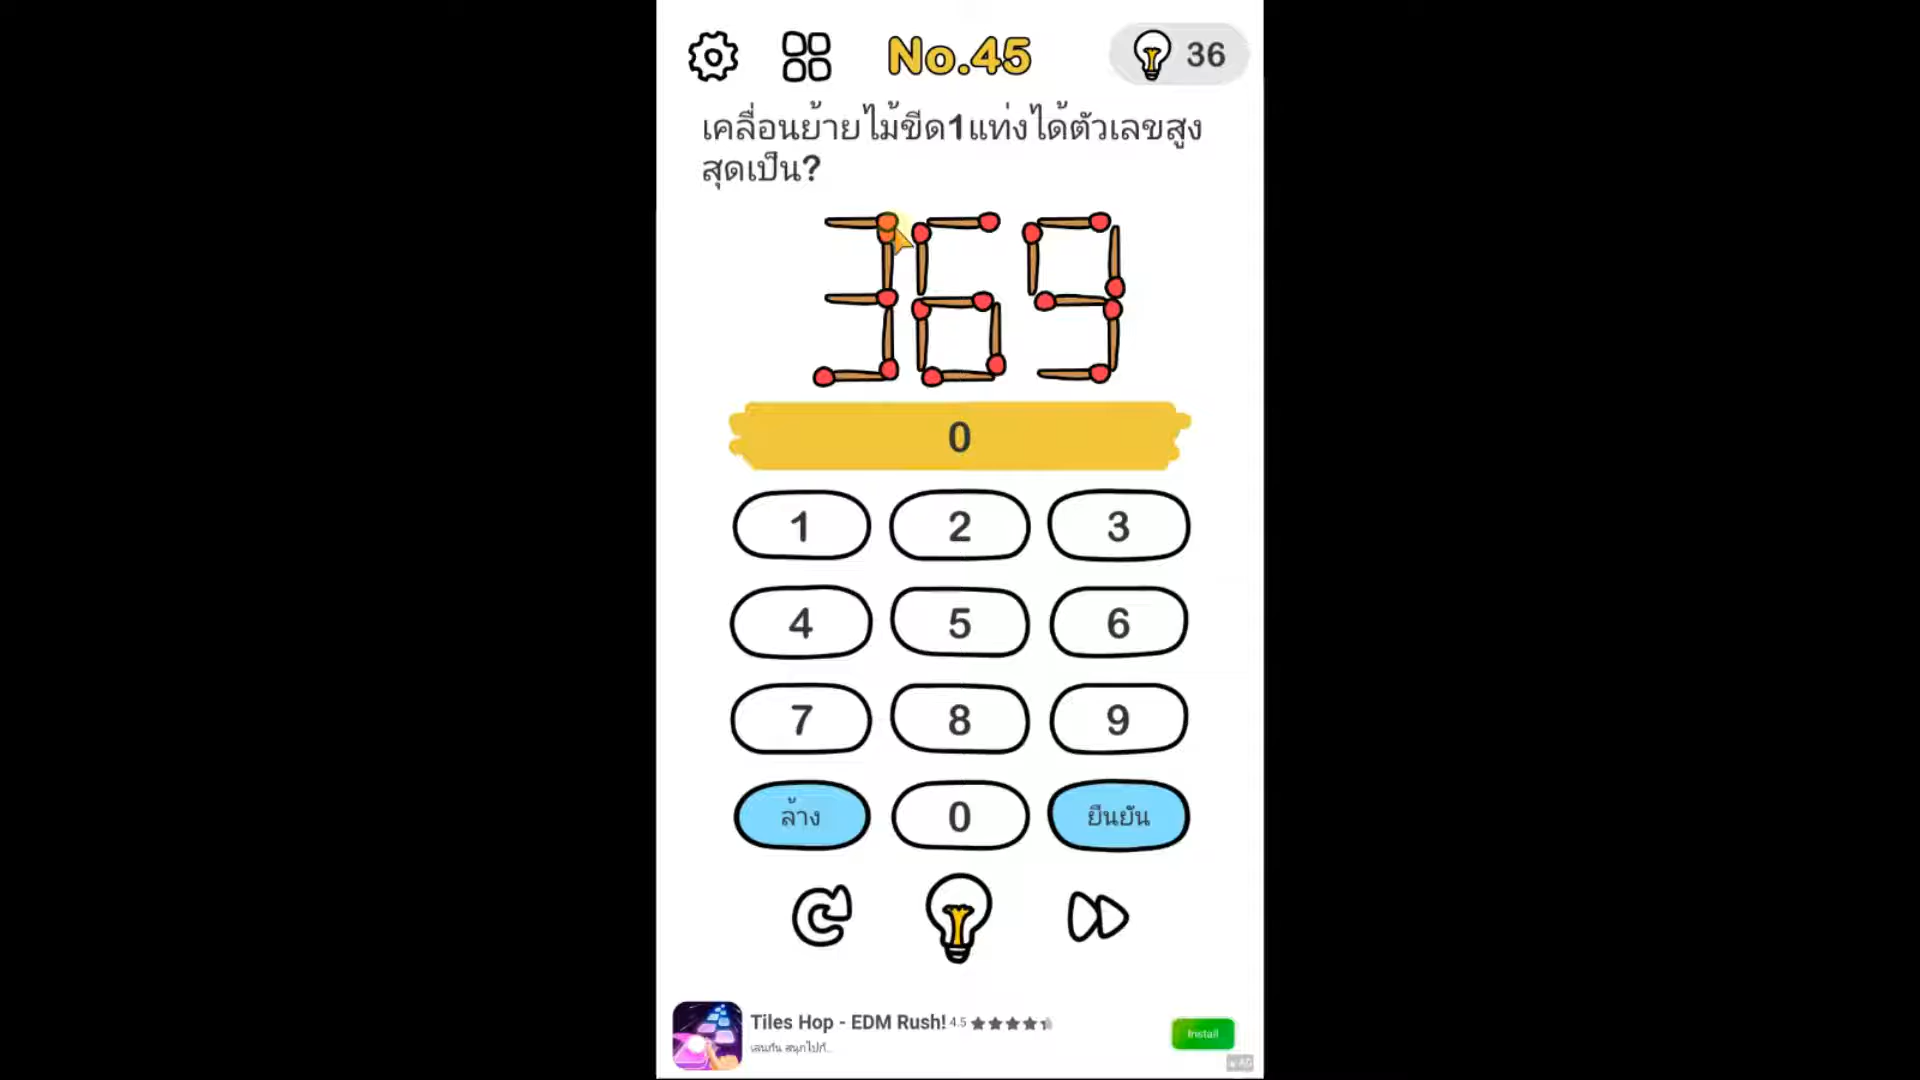 No.45
36
เคลื่อนย้ายไม้ขีด1แท่งได้ตัวเลขสูง
สุดเป็น?
369
0
1 2 3
4 5 6
7 8 9
ล้าง 0 ยืนยัน
Tiles Hop - EDM Rush! 4.5
Install
AD